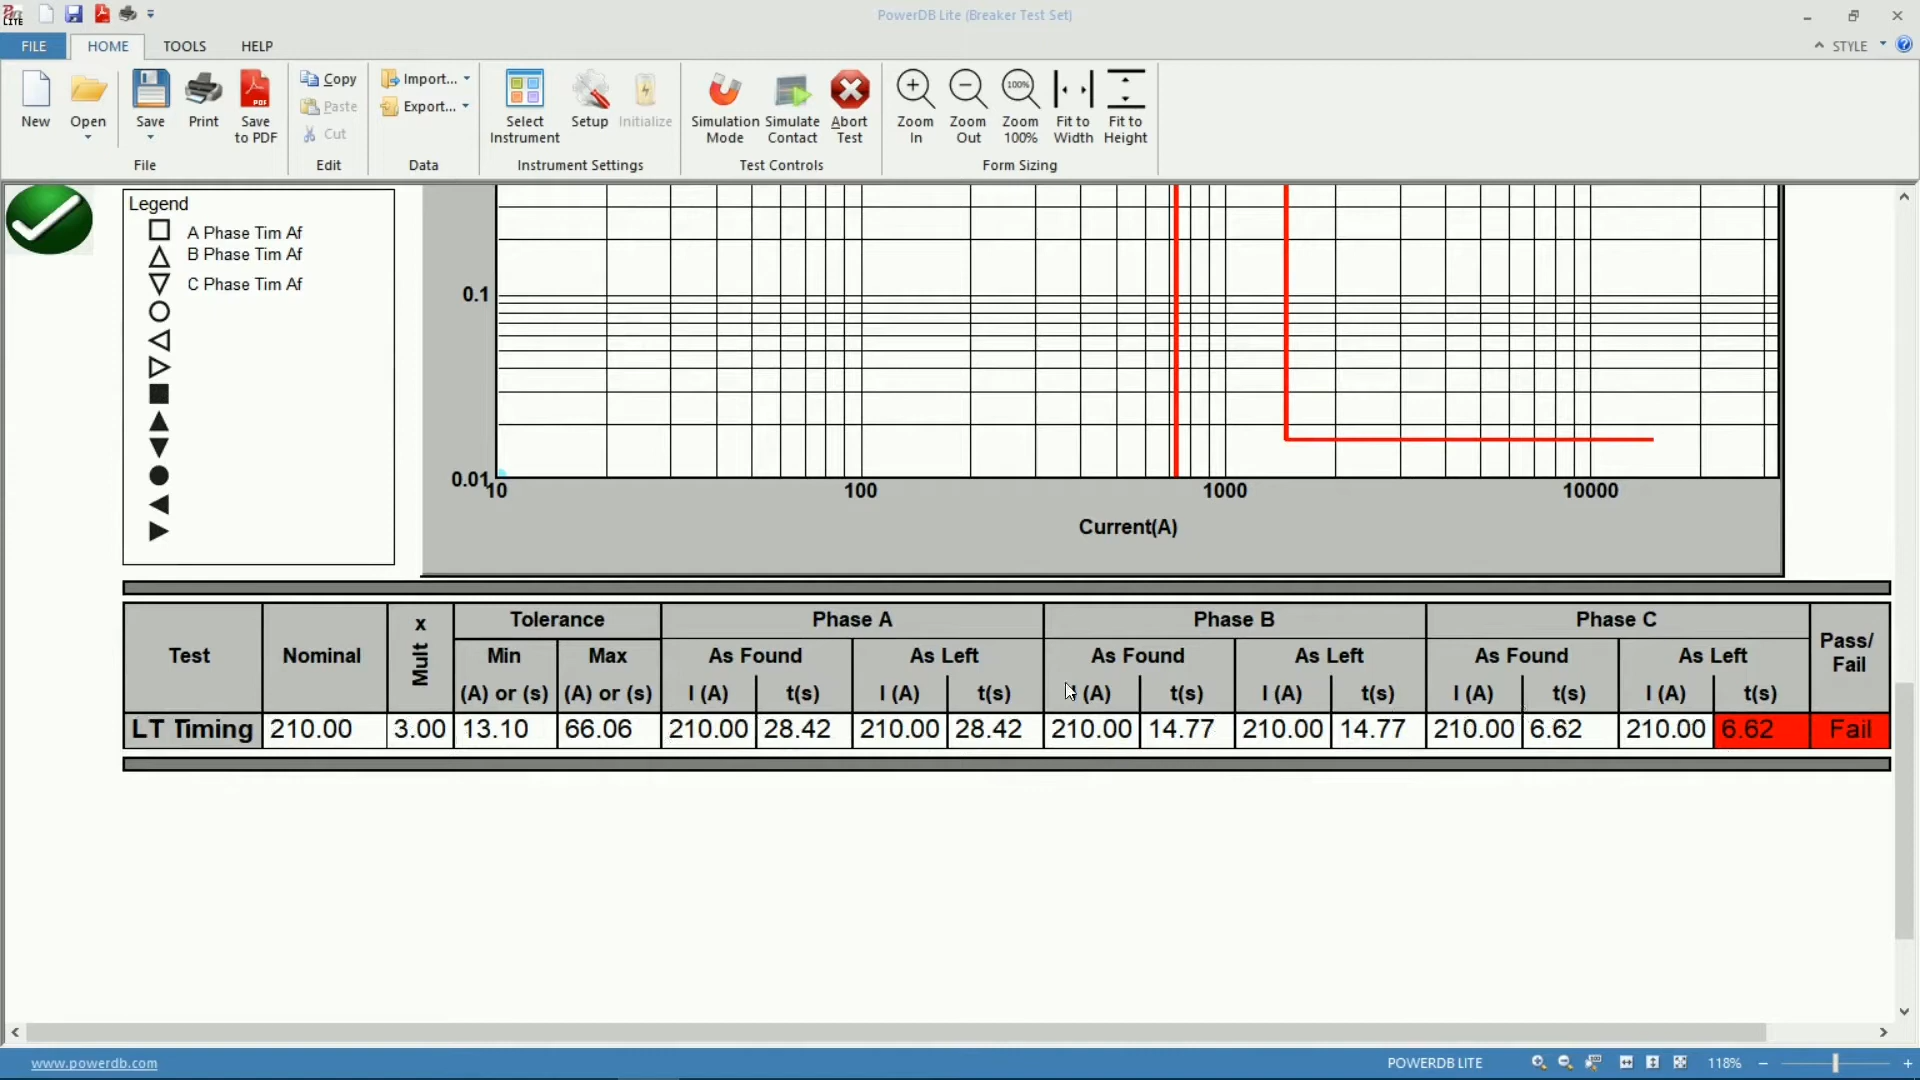 LITE
PowerDB Lite (Breaker Test Set)
FILE HOME TOOLS HELP STYLE
New Open Save Print Save to PDF
Copy
Paste
Cut
Import...
Export...
Select Instrument Setup Initialize
Simulation Mode Simulate Contact Abort Test
Zoom In Zoom Out Zoom 100% Fit to Width Fit to Height
File Edit Data Instrument Settings Test Controls Form Sizing
Legend
A Phase Tim Af
B Phase Tim Af
C Phase Tim Af
0.1
0.01
10 100 1000 10000
Current(A)
Test Nominal x Mult Tolerance Phase A Phase B Phase C Pass/ Fail
Min Max As Found As Left As Found As Left As Found As Left
(A) or (s) (A) or (s) I (A) t(s) I (A) t(s) (A) t(s) I (A) t(s) I (A) t(s) I (A) t(s)
LT Timing 210.00 3.00 13.10 66.06 210.00 28.42 210.00 28.42 210.00 14.77 210.00 14.77 210.00 6.62 210.00 6.62 Fail
www.powerdb.com POWERDB LITE 118%